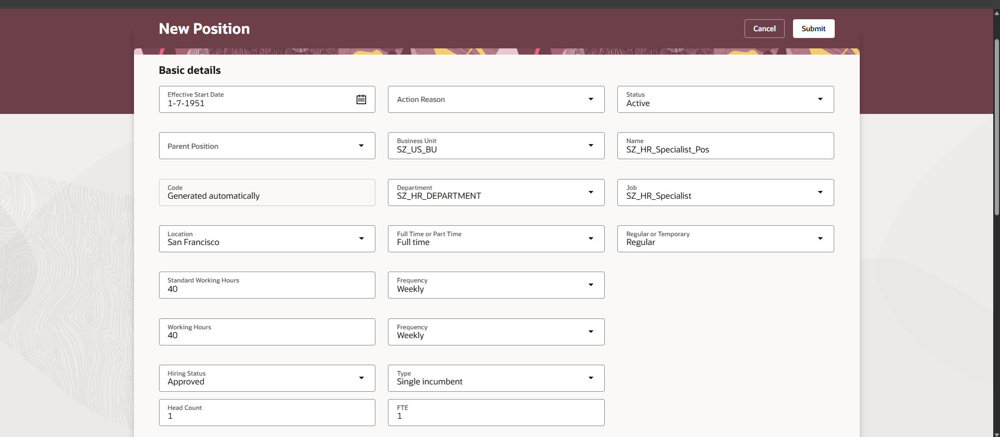 New Position
Cancel
Submit
Basic details
Effective Start Date
1-7-1951
Action Reason
Status
Active
Parent Position
Business Unit
SZ_US_BU
Name
SZ_HR_Specialist_Pos
Code
Generated automatically
Department
SZ_HR_DEPARTMENT
Job
SZ_HR_Specialist
Location
San Francisco
Full Time or Part Time
Full time
Regular or Temporary
Regular
Standard Working Hours
40
Frequency
Weekly
Working Hours
40
Frequency
Weekly
Hiring Status
Approved
Type
Single incumbent
Head Count
1
FTE
1